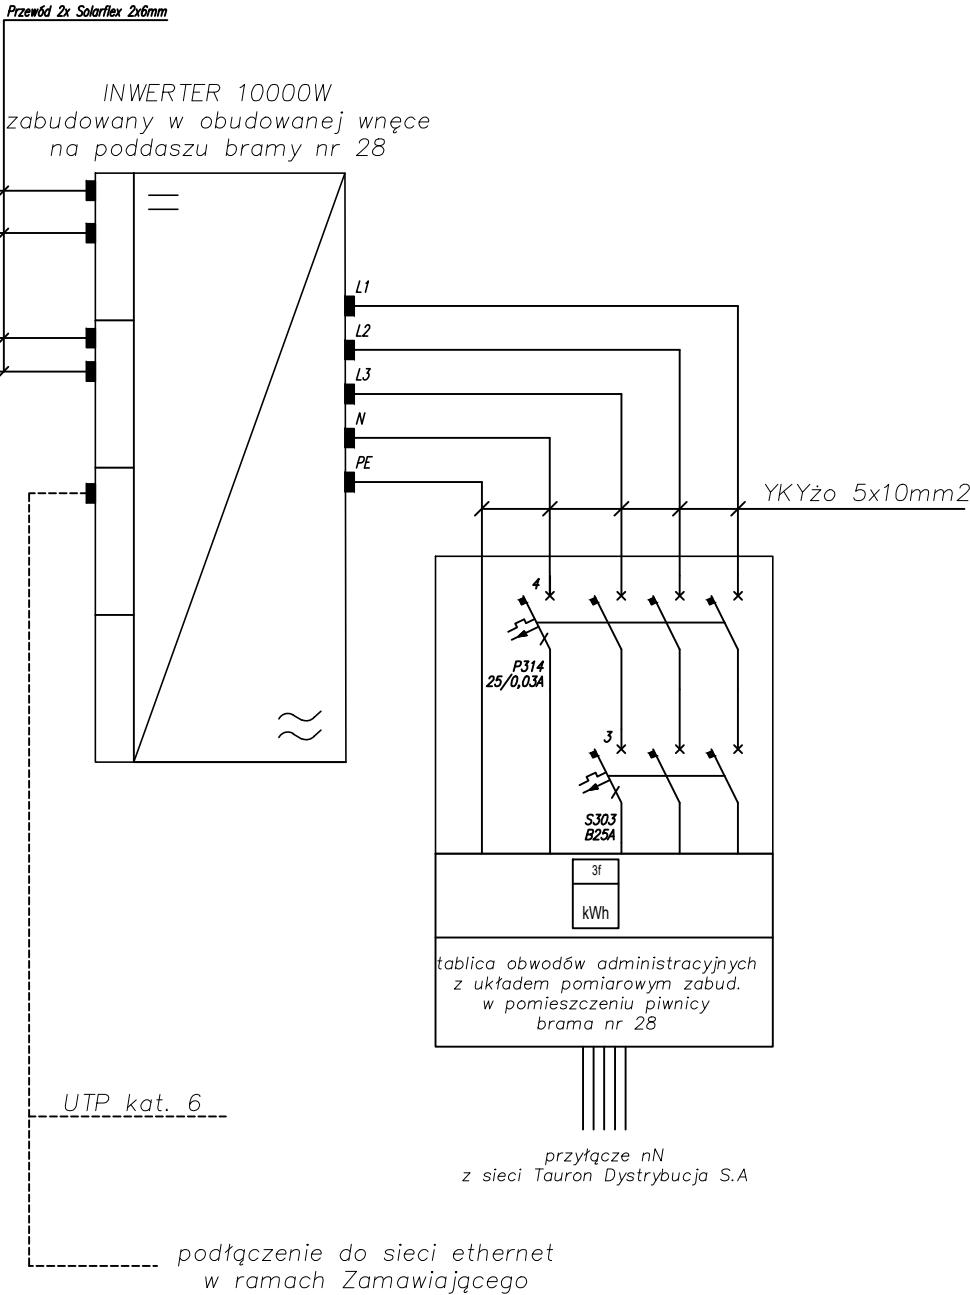 Przewód 2x Solarflex 2x6mm
INWERTER 10000W
zabudowany w obudowanej wnęce
na poddaszu bramy nr 28
L1
L2
L3
N
PE
YKYżo 5x10mm2
4
P314
25/0,03A
3
S303
B25A
3f
kWh
tablica obwodów administracyjnych
z układem pomiarowym zabud.
w pomieszczeniu piwnicy
brama nr 28
UTP kat. 6
przyłącze nN
z sieci Tauron Dystrybucja S.A
podłączenie do sieci ethernet
w ramach Zamawiającego